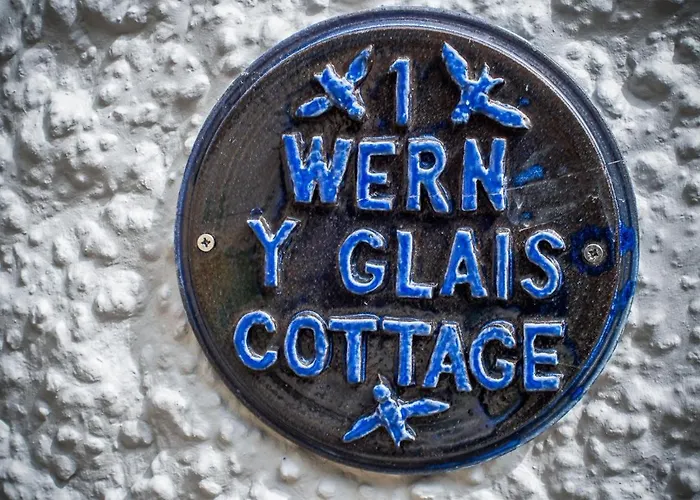 1
WERN
Y GLAIS
COTTAGE